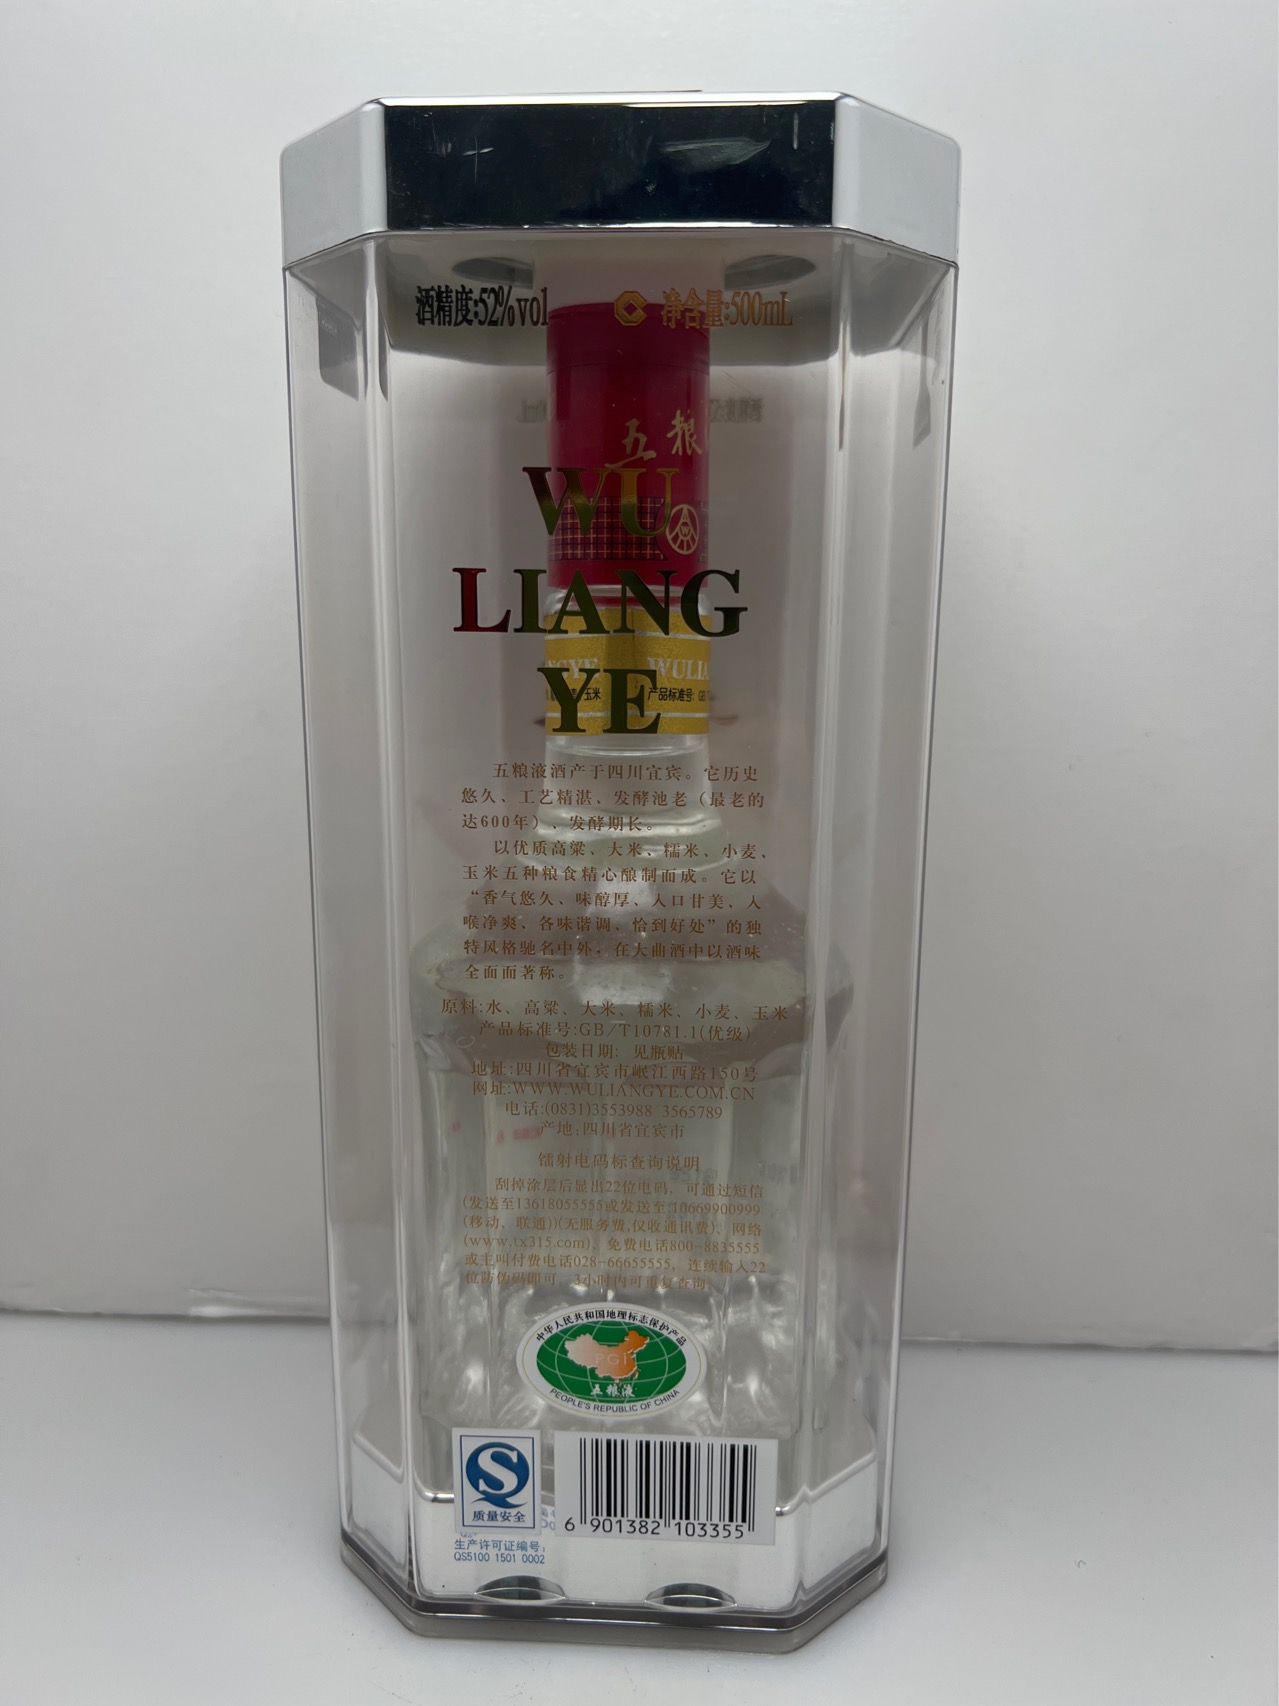 酒精度:52%vol 净含量:500mL
五粮
WU
LIANG
YE
WULIA
玉米 产品标准号:
五粮液酒产于四川宜宾。它历史
悠久、工艺精湛、发酵池老（最老的
达600年）、发酵期长。
以优质高粱、大米、糯米、小麦、
玉米五种粮食精心酿制而成。它以
“香气悠久、味醇厚、入口甘美、入
喉净爽、各味谐调，恰到好处”的独
特风格驰名中外，在大曲酒中以酒味
全面而著称。
原料:水、高粱、大米、糯米、小麦、玉米
产品标准号:GB/T10781.1(优级)
包装日期: 见瓶贴
地址:四川省宜宾市岷江西路150号
网址:WWW.WULIANGYE.COM.CN
电话:(0831)3553988 3565789
产地:四川省宜宾市
镭射电码标查询说明
刮掉涂层后显出22位电码，可通过短信
(发送至13618055555或发送至:10669900999
(移动、联通))(无服务费,仅收通讯费)、网络
(www.tx315.com)、免费电话800-8835555
或主叫付费电话028-66655555，连续输入22
位防伪码即可，3小时内可重复查询。
中华人民共和国地理标志保护产品
PGI
五粮液
PEOPLE'S REPUBLIC OF CHINA
质量安全
6 901382 103355
生产许可证编号:
QS5100 1501 0002